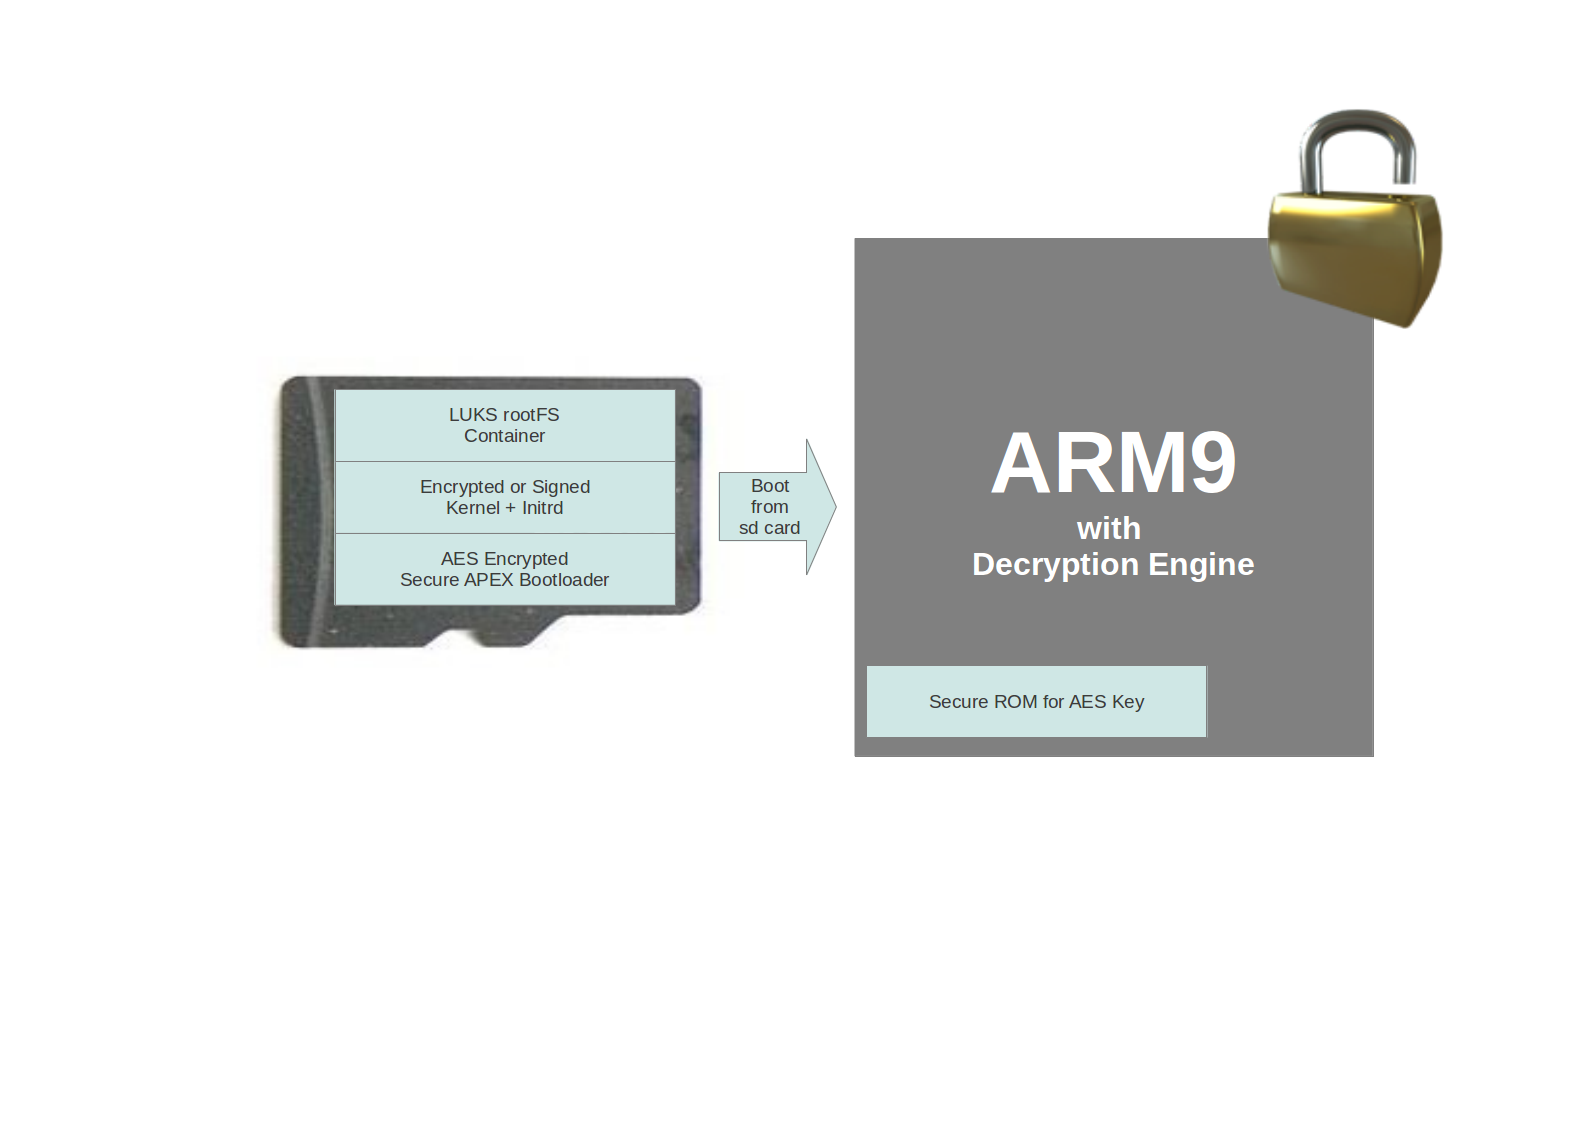 LUKS rootFS
Container
Encrypted or Signed
Kernel + Initrd
AES Encrypted
Secure APEX Bootloader
Boot
from
sd card
ARM9
with
Decryption Engine
Secure ROM for AES Key